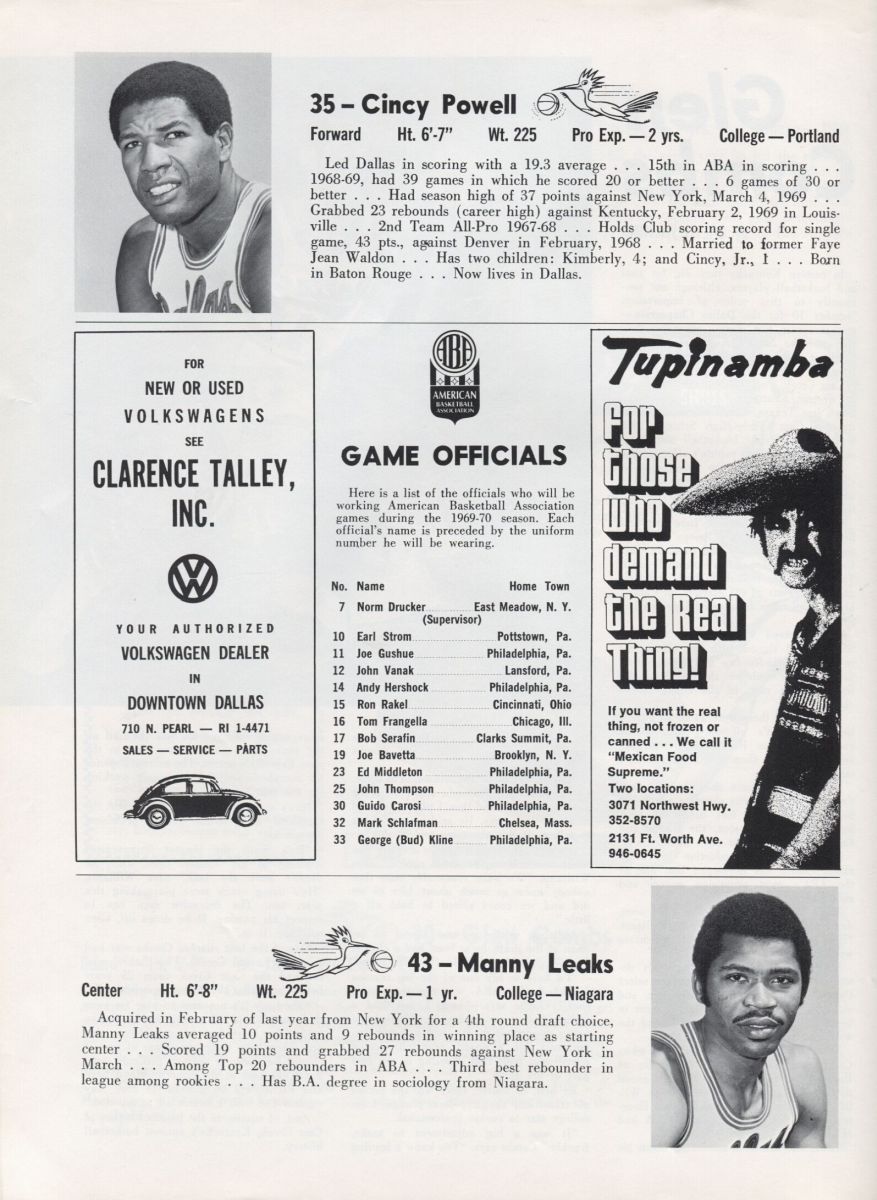 35 – Cincy Powell
Forward Ht. 6'-7" Wt. 225 Pro Exp. — 2 yrs. College — Portland
Led Dallas in scoring with a 19.3 average . . . 15th in ABA in scoring . . .
1968-69, had 39 games in which he scored 20 or better . . . 6 games of 30 or
better . . . Had season high of 37 points against New York, March 4, 1969 . . .
Grabbed 23 rebounds (career high) against Kentucky, February 2, 1969 in Louis-
ville . . . 2nd Team All-Pro 1967-68 . . . Holds Club scoring record for single
game, 43 pts., against Denver in February, 1968 . . . Married to former Faye
Jean Waldon . . . Has two children: Kimberly, 4; and Cincy, Jr., 1 . . . Born
in Baton Rouge . . . Now lives in Dallas.
FOR
NEW OR USED
VOLKSWAGENS
SEE
CLARENCE TALLEY,
INC.
VW
YOUR AUTHORIZED
VOLKSWAGEN DEALER
IN
DOWNTOWN DALLAS
710 N. PEARL — RI 1-4471
SALES — SERVICE — PARTS
ABA
AMERICAN
BASKETBALL
ASSOCIATION
GAME OFFICIALS
Here is a list of the officials who will be
working American Basketball Association
games during the 1969-70 season. Each
official's name is preceded by the uniform
number he will be wearing.
No. Name Home Town
7 Norm Drucker East Meadow, N. Y.
(Supervisor)
10 Earl Strom Pottstown, Pa.
11 Joe Gushue Philadelphia, Pa.
12 John Vanak Lansford, Pa.
14 Andy Hershock Philadelphia, Pa.
15 Ron Rakel Cincinnati, Ohio
16 Tom Frangella Chicago, Ill.
17 Bob Serafin Clarks Summit, Pa.
19 Joe Bavetta Brooklyn, N. Y.
23 Ed Middleton Philadelphia, Pa.
25 John Thompson Philadelphia, Pa.
30 Guido Carosi Philadelphia, Pa.
32 Mark Schlafman Chelsea, Mass.
33 George (Bud) Kline Philadelphia, Pa.
Tupinamba
For
those
who
demand
the Real
Thing!
If you want the real
thing, not frozen or
canned . . . We call it
"Mexican Food
Supreme."
Two locations:
3071 Northwest Hwy.
352-8570
2131 Ft. Worth Ave.
946-0645
43 – Manny Leaks
Center Ht. 6'-8" Wt. 225 Pro Exp. — 1 yr. College — Niagara
Acquired in February of last year from New York for a 4th round draft choice,
Manny Leaks averaged 10 points and 9 rebounds in winning place as starting
center . . . Scored 19 points and grabbed 27 rebounds against New York in
March . . . Among Top 20 rebounders in ABA . . . Third best rebounder in
league among rookies . . . Has B.A. degree in sociology from Niagara.